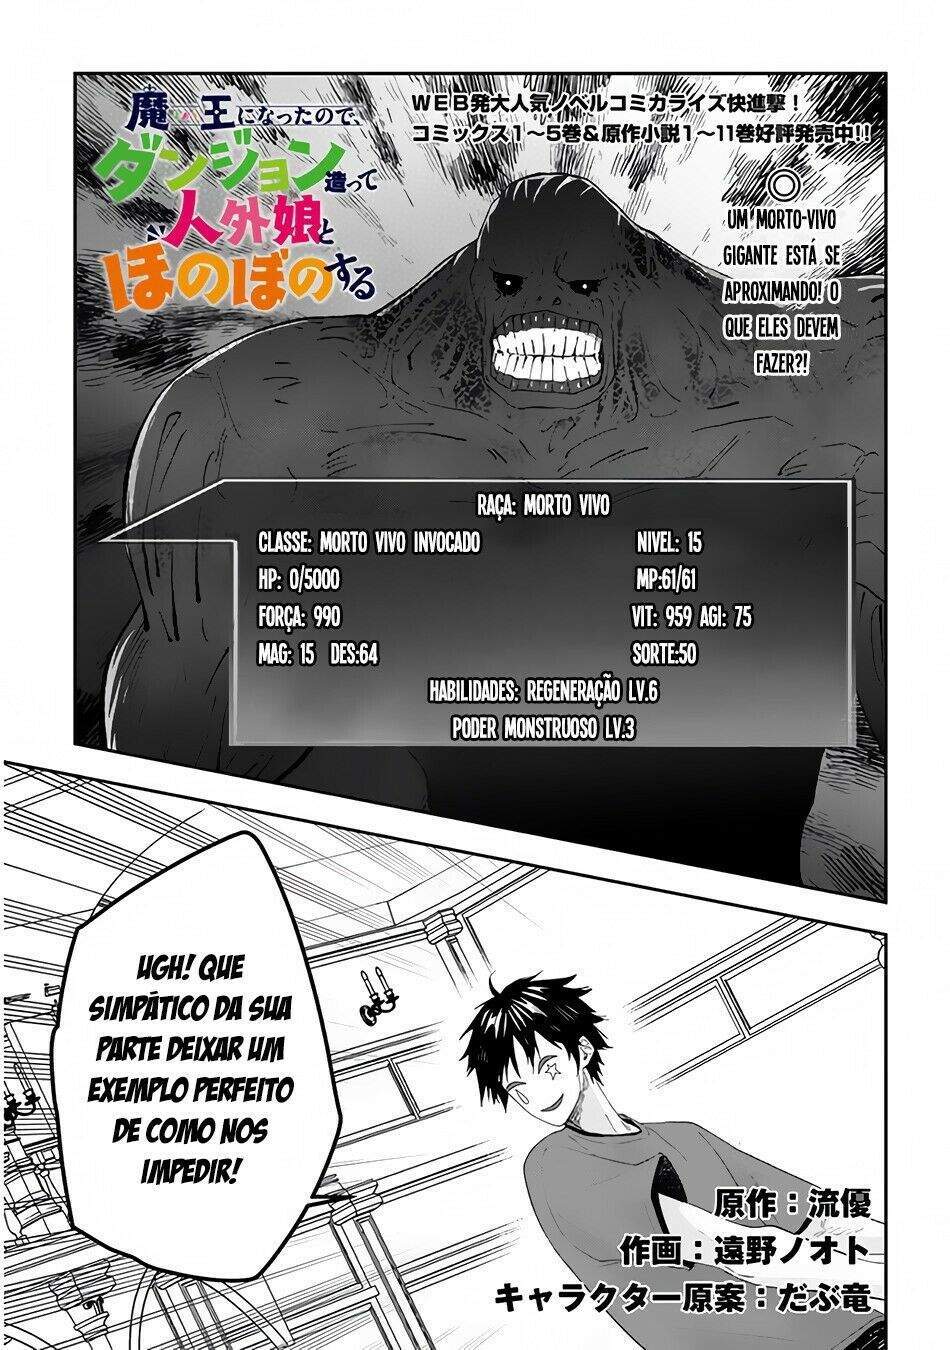 魔王になったので、
ダンジョン造って
人外娘と
ほのぼのする
WEB発大人気ノベルコミカライズ快進撃！
コミックス1～5巻＆原作小説1～11巻好評発売中!!
UM MORTO-VIVO
GIGANTE ESTÁ SE
APROXIMANDO! O
QUE ELES DEVEM
FAZER?!
RAÇA: MORTO VIVO
CLASSE: MORTO VIVO INVOCADO NIVEL: 15
HP: 0/5000 MP:61/61
FORÇA: 990 VIT: 959 AGI: 75
MAG: 15 DES:64 SORTE:50
HABILIDADES: REGENERAÇÃO LV.6
PODER MONSTRUOSO LV.3
UGH! QUE
SIMPÁTICO DA SUA
PARTE DEIXAR UM
EXEMPLO PERFEITO
DE COMO NOS
IMPEDIR!
原作：流優
作画：遠野ノオト
キャラクター原案：だぶ竜